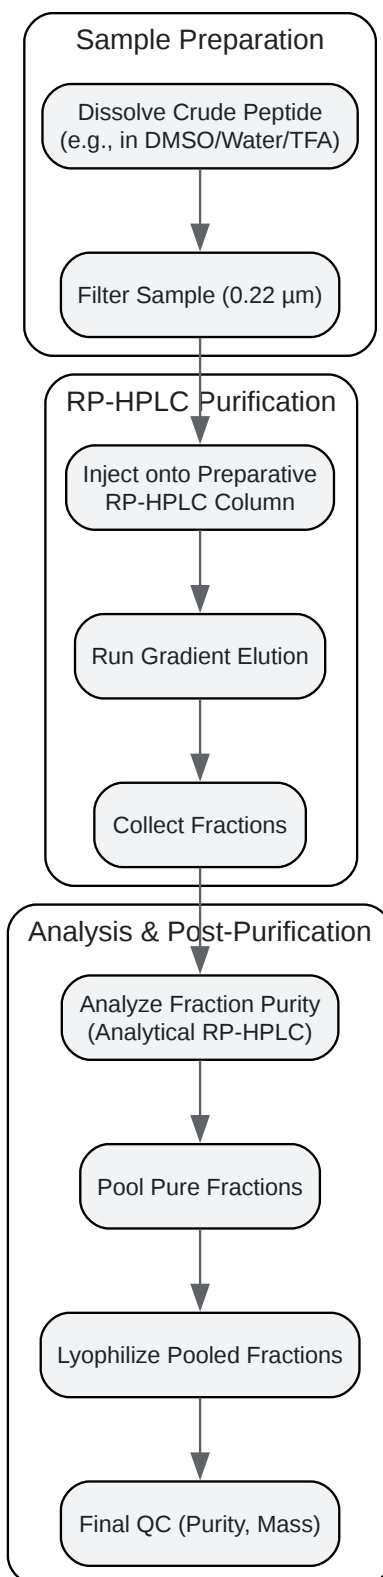 Sample Preparation
Dissolve Crude Peptide
(e.g., in DMSO/Water/TFA)
Filter Sample (0.22 µm)
RP-HPLC Purification
Inject onto Preparative
RP-HPLC Column
Run Gradient Elution
Collect Fractions
Analysis & Post-Purification
Analyze Fraction Purity
(Analytical RP-HPLC)
Pool Pure Fractions
Lyophilize Pooled Fractions
Final QC (Purity, Mass)